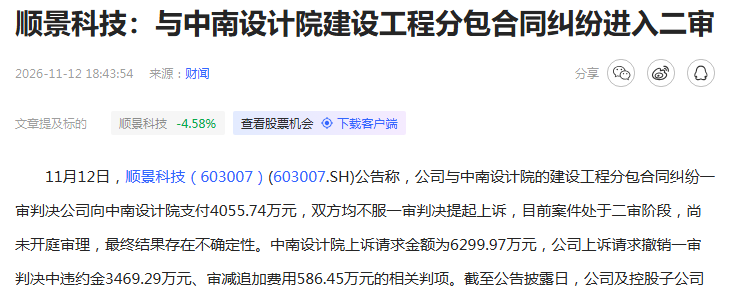 顺景科技：与中南设计院建设工程分包合同纠纷进入二审
2026-11-12 18:43:54 来源：财闻 分享
文章提及标的 顺景科技 -4.58% 查看股票机会 下载客户端
11月12日，顺景科技（603007）(603007.SH)公告称，公司与中南设计院的建设工程分包合同纠纷一
审判决公司向中南设计院支付4055.74万元，双方均不服一审判决提起上诉，目前案件处于二审阶段，尚
未开庭审理，最终结果存在不确定性。中南设计院上诉请求金额为6299.97万元，公司上诉请求撤销一审
判决中违约金3469.29万元、审减追加费用586.45万元的相关判项。截至公告披露日，公司及控股子公司